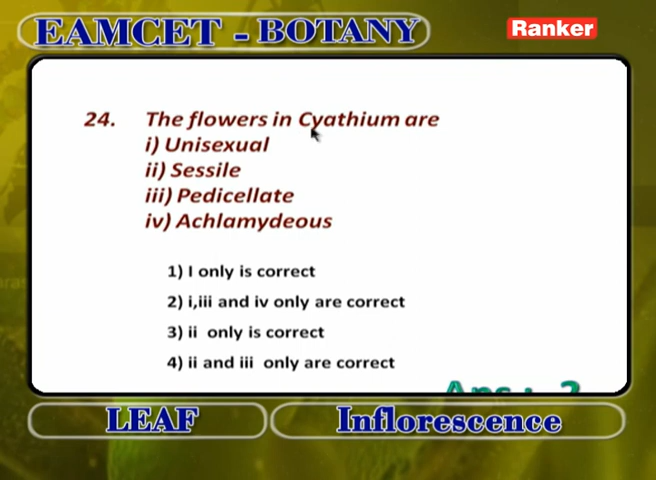 EAMCET - BOTANY
Ranker
24. The flowers in Cyathium are
i) Unisexual
ii) Sessile
iii) Pedicellate
iv) Achlamydeous
1) I only is correct
2) i,iii and iv only are correct
3) ii only is correct
4) ii and iii only are correct
Ans : 2
LEAF
Inflorescence